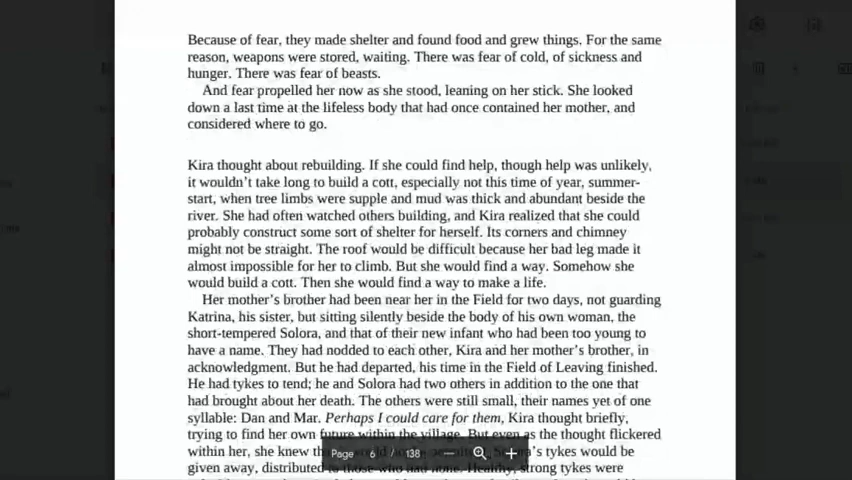 Because of fear, they made shelter and found food and grew things. For the same
reason, weapons were stored, waiting. There was fear of cold, of sickness and
hunger. There was fear of beasts.
And fear propelled her now as she stood, leaning on her stick. She looked
down a last time at the lifeless body that had once contained her mother, and
considered where to go.
Kira thought about rebuilding. If she could find help, though help was unlikely,
it wouldn’t take long to build a cott, especially not this time of year, summer-
start, when tree limbs were supple and mud was thick and abundant beside the
river. She had often watched others building, and Kira realized that she could
probably construct some sort of shelter for herself. Its corners and chimney
might not be straight. The roof would be difficult because her bad leg made it
almost impossible for her to climb. But she would find a way. Somehow she
would build a cott. Then she would find a way to make a life.
Her mother’s brother had been near her in the Field for two days, not guarding
Katrina, his sister, but sitting silently beside the body of his own woman, the
short-tempered Solora, and that of their new infant who had been too young to
have a name. They had nodded to each other, Kira and her mother’s brother, in
acknowledgment. But he had departed, his time in the Field of Leaving finished.
He had tykes to tend; he and Solora had two others in addition to the one that
had brought about her death. The others were still small, their names yet of one
syllable: Dan and Mar. Perhaps I could care for them, Kira thought briefly,
trying to find her own future within the village. But even as the thought flickered
within her, she knew tykes would be
given away, distributed to those who had none. Healthy, strong tykes were
Page 6 / 138